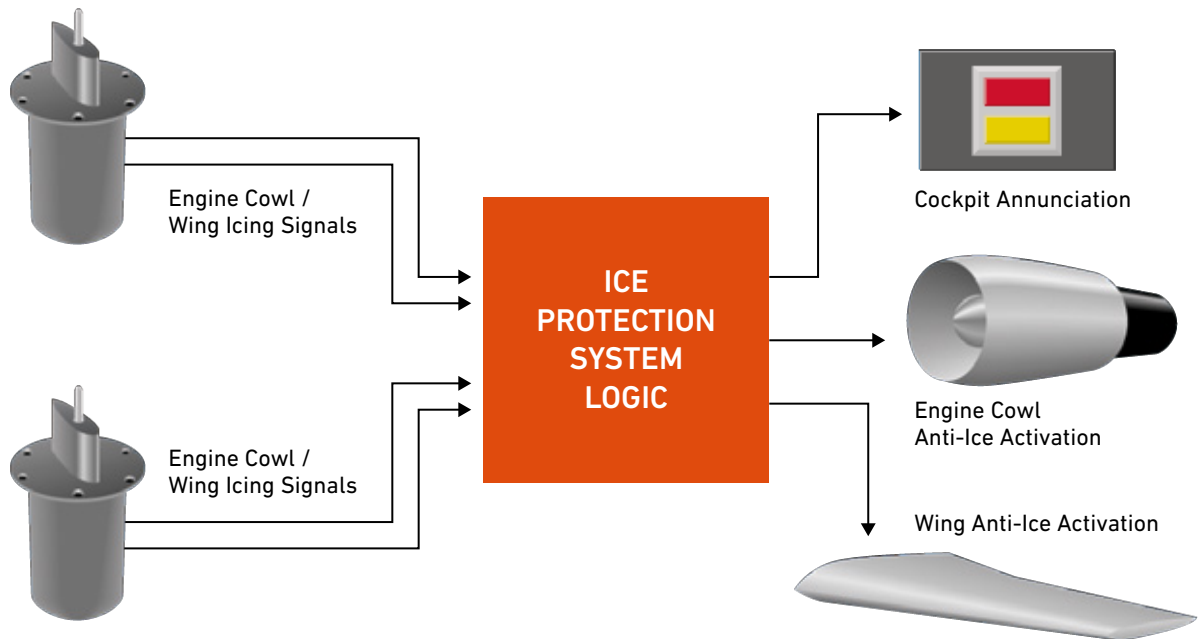 Engine Cowl /
Wing Icing Signals
Engine Cowl /
Wing Icing Signals
ICE
PROTECTION
SYSTEM
LOGIC
Cockpit Annunciation
Engine Cowl
Anti-Ice Activation
Wing Anti-Ice Activation